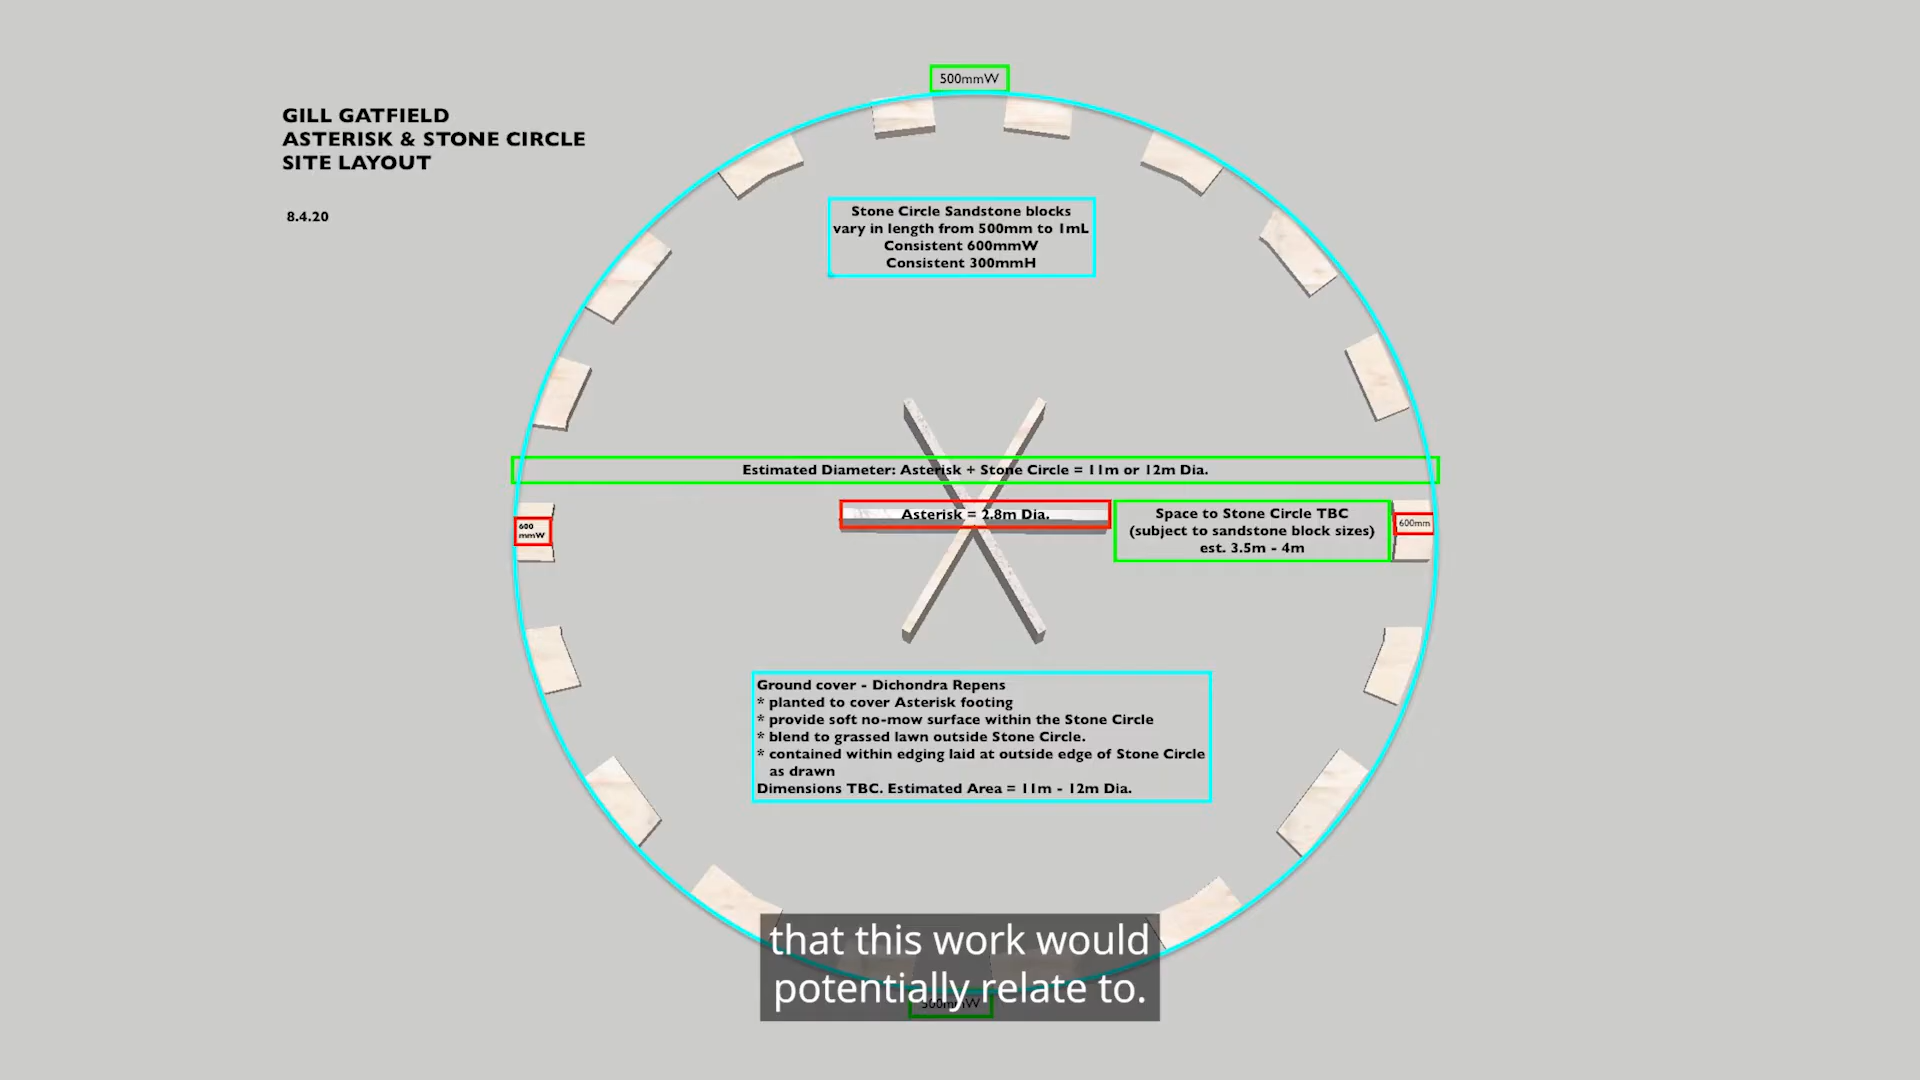 500mmW
GILL GATFIELD
ASTERISK & STONE CIRCLE
SITE LAYOUT
8.4.20
Stone Circle Sandstone blocks
vary in length from 500mm to 1mL
Consistent 600mmW
Consistent 300mmH
Estimated Diameter: Asterisk + Stone Circle = 11m or 12m Dia.
600
mmW
Asterisk = 2.8m Dia.
Space to Stone Circle TBC
(subject to sandstone block sizes)
est. 3.5m - 4m
600mm
Ground cover - Dichondra Repens
* planted to cover Asterisk footing
* provide soft no-mow surface within the Stone Circle
* blend to grassed lawn outside Stone Circle.
* contained within edging laid at outside edge of Stone Circle
as drawn
Dimensions TBC. Estimated Area = 11m - 12m Dia.
that this work would
potentially relate to.
500mmW